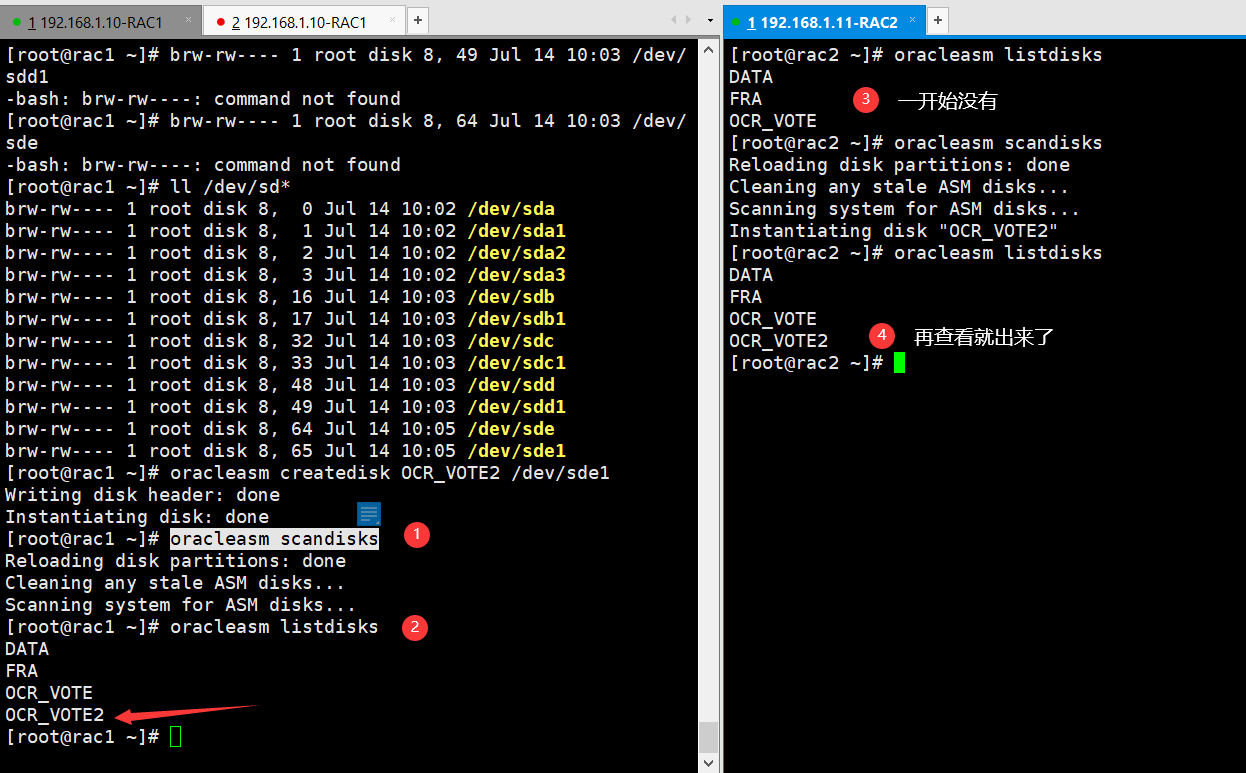 1 192.168.1.10-RAC1 ×
2 192.168.1.10-RAC1 ×
+
[root@rac1 ~]# brw-rw---- 1 root disk 8, 49 Jul 14 10:03 /dev/
sdd1
-bash: brw-rw----: command not found
[root@rac1 ~]# brw-rw---- 1 root disk 8, 64 Jul 14 10:03 /dev/
sde
-bash: brw-rw----: command not found
[root@rac1 ~]# ll /dev/sd*
brw-rw---- 1 root disk 8,  0 Jul 14 10:02 /dev/sda
brw-rw---- 1 root disk 8,  1 Jul 14 10:02 /dev/sda1
brw-rw---- 1 root disk 8,  2 Jul 14 10:02 /dev/sda2
brw-rw---- 1 root disk 8,  3 Jul 14 10:02 /dev/sda3
brw-rw---- 1 root disk 8, 16 Jul 14 10:03 /dev/sdb
brw-rw---- 1 root disk 8, 17 Jul 14 10:03 /dev/sdb1
brw-rw---- 1 root disk 8, 32 Jul 14 10:03 /dev/sdc
brw-rw---- 1 root disk 8, 33 Jul 14 10:03 /dev/sdc1
brw-rw---- 1 root disk 8, 48 Jul 14 10:03 /dev/sdd
brw-rw---- 1 root disk 8, 49 Jul 14 10:03 /dev/sdd1
brw-rw---- 1 root disk 8, 64 Jul 14 10:05 /dev/sde
brw-rw---- 1 root disk 8, 65 Jul 14 10:05 /dev/sde1
[root@rac1 ~]# oracleasm createdisk OCR_VOTE2 /dev/sde1
Writing disk header: done
Instantiating disk: done
[root@rac1 ~]# oracleasm scandisks 1
Reloading disk partitions: done
Cleaning any stale ASM disks...
Scanning system for ASM disks...
[root@rac1 ~]# oracleasm listdisks 2
DATA
FRA
OCR_VOTE
OCR_VOTE2
[root@rac1 ~]#
1 192.168.1.11-RAC2 ×
+
[root@rac2 ~]# oracleasm listdisks
DATA
FRA 3 一开始没有
OCR_VOTE
[root@rac2 ~]# oracleasm scandisks
Reloading disk partitions: done
Cleaning any stale ASM disks...
Scanning system for ASM disks...
Instantiating disk "OCR_VOTE2"
[root@rac2 ~]# oracleasm listdisks
DATA
FRA
OCR_VOTE
OCR_VOTE2 4 再查看就出来了
[root@rac2 ~]#